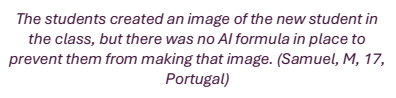 The students created an image of the new student in
the class, but there was no AI formula in place to
prevent them from making that image. (Samuel, M, 17,
Portugal)